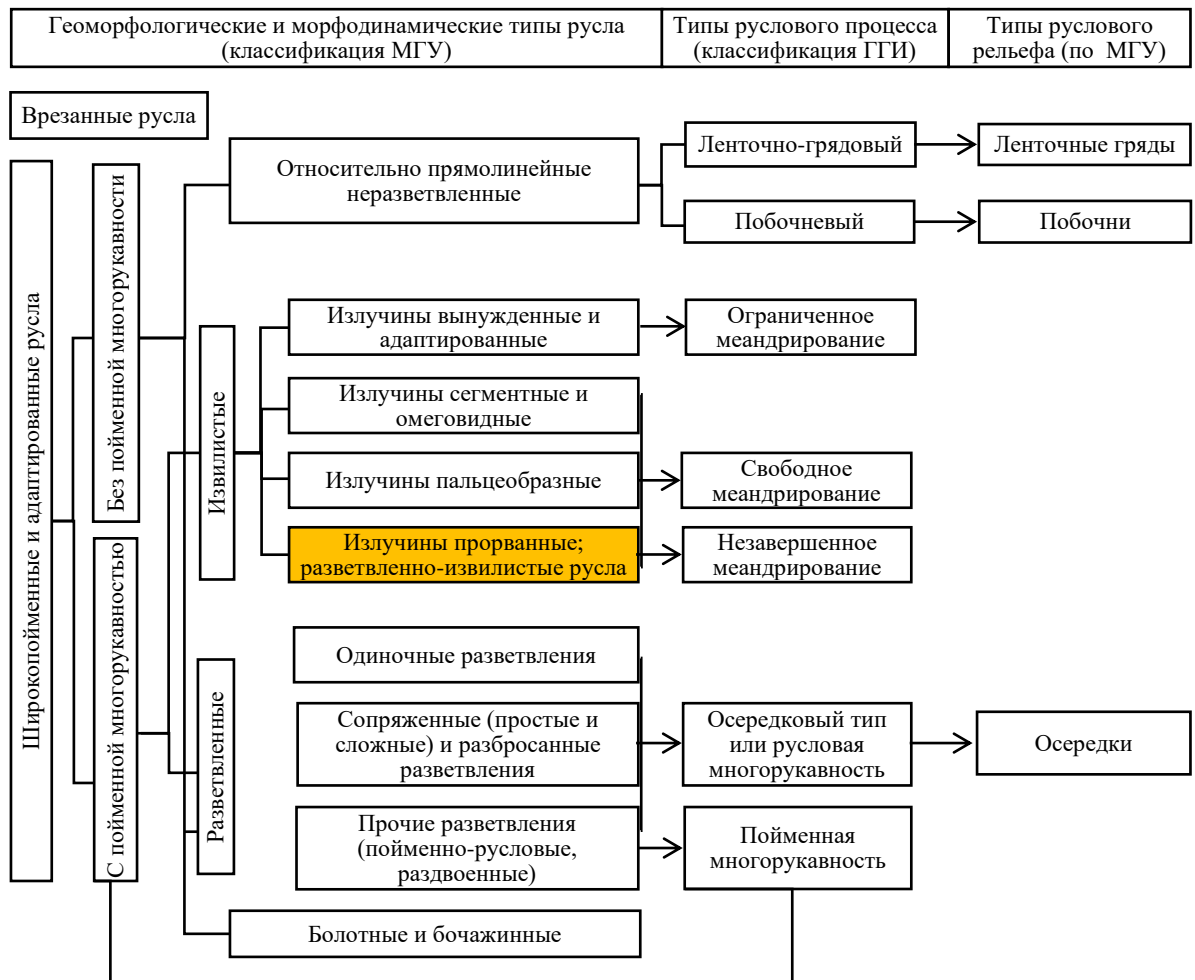 Геоморфологические и морфодинамические типы русла
(классификация МГУ)
Типы руслового процесса
(классификация ГГИ)
Типы руслового
рельефа (по МГУ)
Врезанные русла
Широкопойменные и адаптированные русла
Без пойменной многорукавности
С пойменной многорукавностью
Относительно прямолинейные
неразветвленные
Ленточно-грядовый
Ленточные гряды
Побочневый
Побочни
Извилистые
Излучины вынужденные и
адаптированные
Ограниченное
меандрирование
Излучины сегментные и
омеговидные
Излучины пальцеобразные
Свободное
меандрирование
Излучины прорванные;
разветвленно-извилистые русла
Незавершенное
меандрирование
Разветвленные
Одиночные разветвления
Сопряженные (простые и
сложные) и разбросанные
разветвления
Осередковый тип
или русловая
многорукавность
Осередки
Прочие разветвления
(пойменно-русловые,
раздвоенные)
Пойменная
многорукавность
Болотные и бочажинные